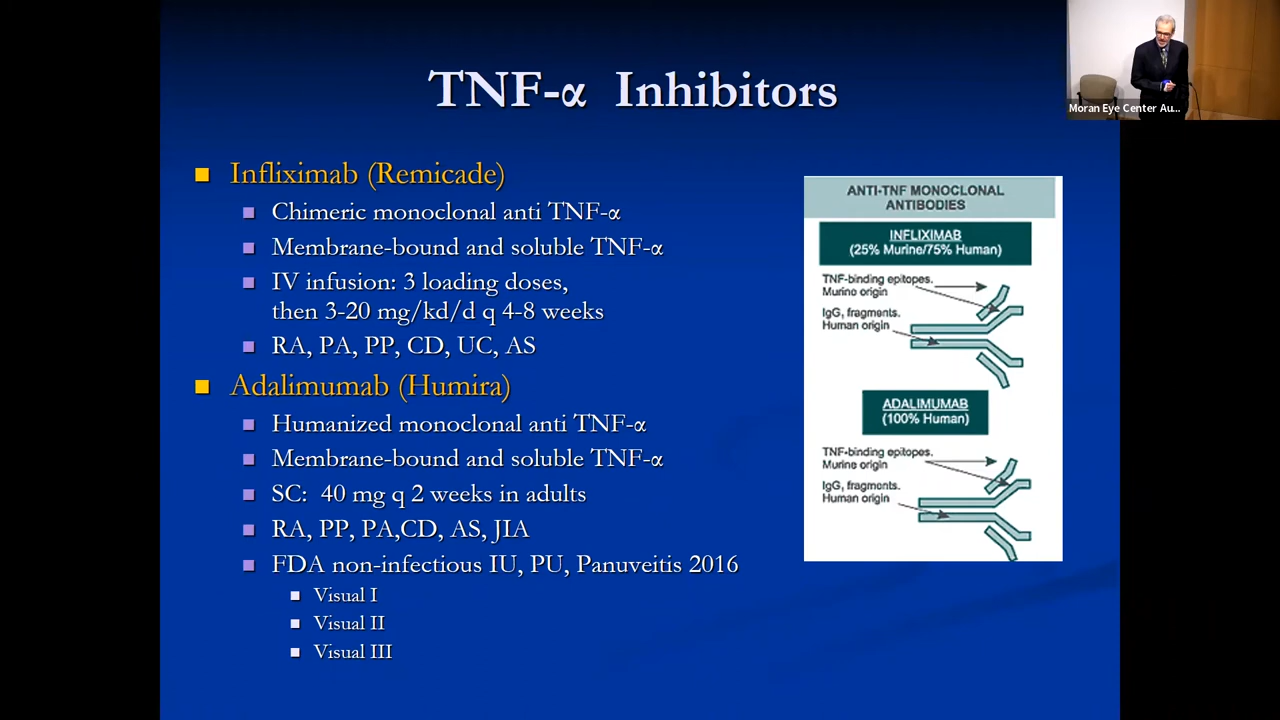 TNF-α Inhibitors
Infliximab (Remicade)
Chimeric monoclonal anti TNF-α
Membrane-bound and soluble TNF-α
IV infusion: 3 loading doses,
then 3-20 mg/kd/d q 4-8 weeks
RA, PA, PP, CD, UC, AS
Adalimumab (Humira)
Humanized monoclonal anti TNF-α
Membrane-bound and soluble TNF-α
SC: 40 mg q 2 weeks in adults
RA, PP, PA,CD, AS, JIA
FDA non-infectious IU, PU, Panuveitis 2016
Visual I
Visual II
Visual III
ANTI-TNF MONOCLONAL
ANTIBODIES
INFLIXIMAB
(25% Murine/75% Human)
TNF-binding epitopes.
Murine origin
IgG, fragments.
Human origin
ADALIMUMAB
(100% Human)
TNF-binding epitopes.
Murine origin
IgG, fragments.
Human origin
Moran Eye Center Au...